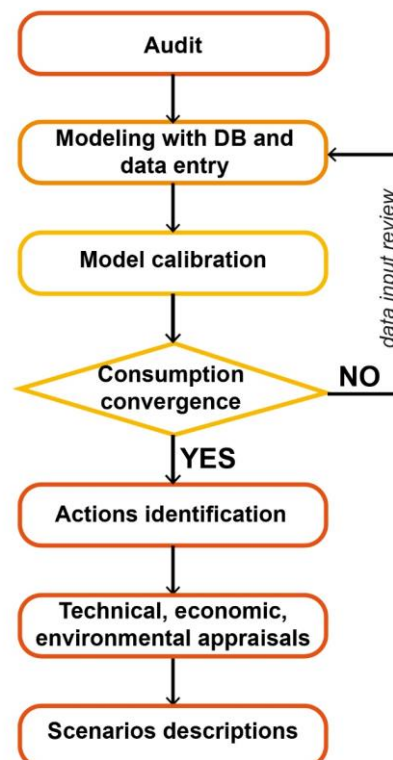 Audit
Modeling with DB and
data entry
data input review
Model calibration
Consumption
convergence
NO
YES
Actions identification
Technical, economic,
environmental appraisals
Scenarios descriptions